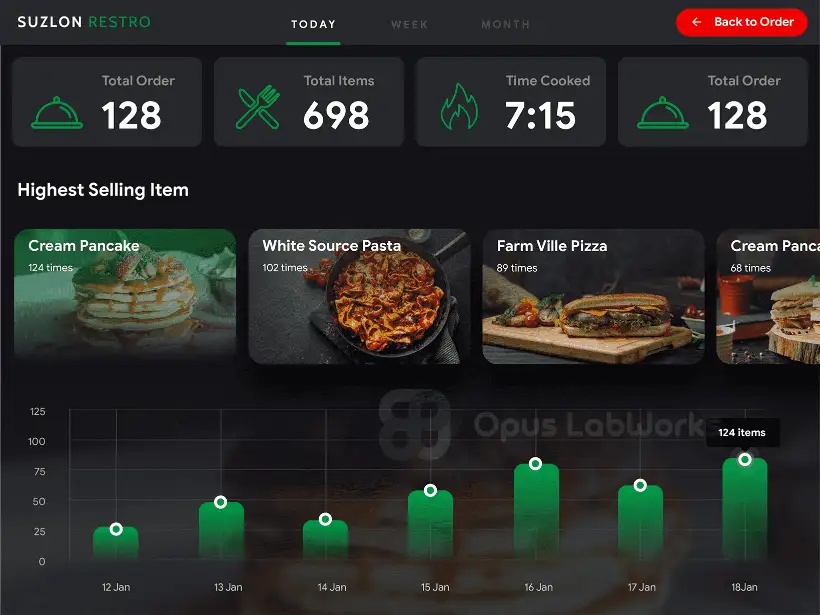 SUZLON RESTRO
TODAY
WEEK
MONTH
← Back to Order
Total Order
128
Total Items
698
Time Cooked
7:15
Total Order
128
Highest Selling Item
Cream Pancake
124 times
White Source Pasta
102 times
Farm Ville Pizza
89 times
Cream Panca
68 times
Opus LabWork
125
100
75
50
25
0
124 items
12 Jan
13 Jan
14 Jan
15 Jan
16 Jan
17 Jan
18Jan